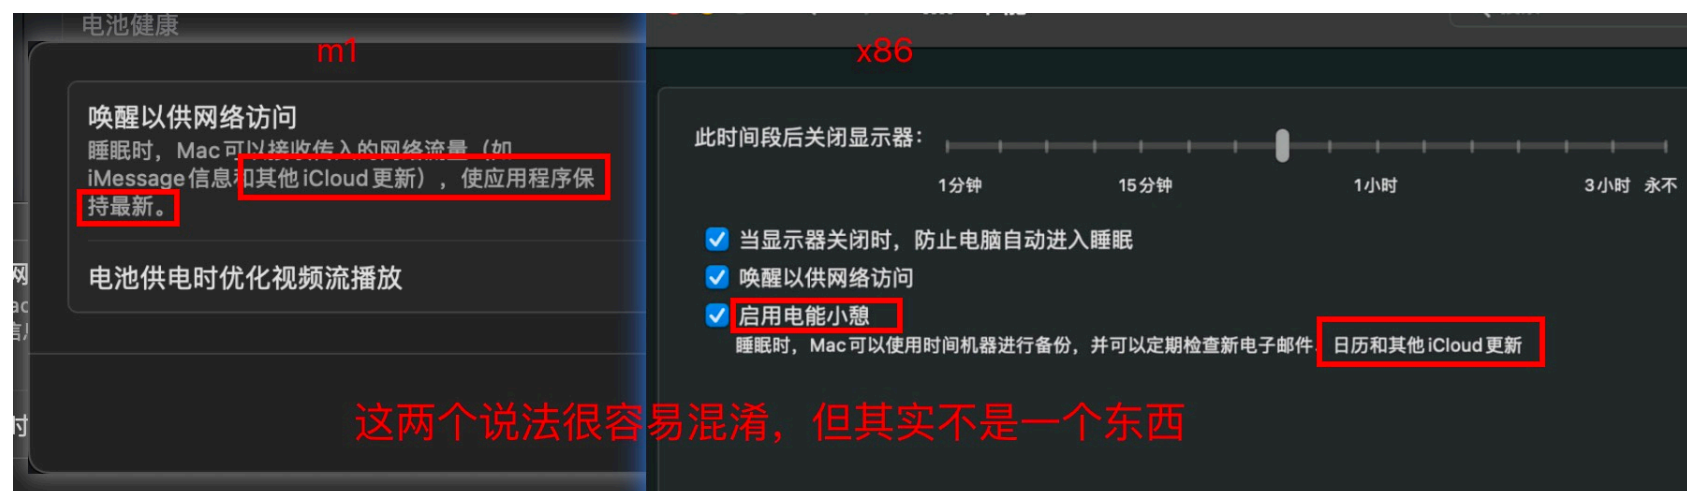 电池健康
m1
唤醒以供网络访问
睡眠时，Mac可以接收传入的网络流量（如
iMessage信息和其他iCloud更新），使应用程序保
持最新。
电池供电时优化视频流播放
x86
此时间段后关闭显示器：
1分钟 15分钟 1小时 3小时 永不
当显示器关闭时，防止电脑自动进入睡眠
唤醒以供网络访问
启用电能小憩
睡眠时，Mac可以使用时间机器进行备份，并可以定期检查新电子邮件、日历和其他iCloud更新
这两个说法很容易混淆，但其实不是一个东西